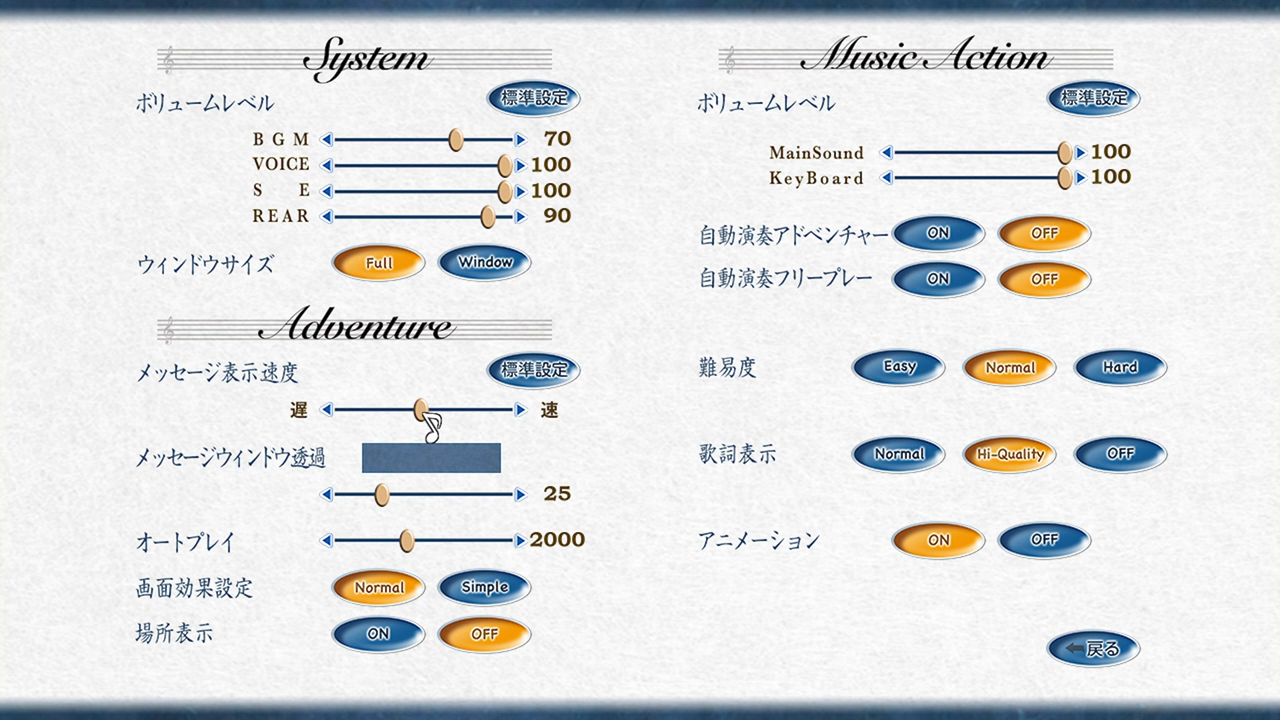 System
ボリュームレベル 標準設定
BGM 70
VOICE 100
SE 100
REAR 90
ウィンドウサイズ Full Window
Adventure
メッセージ表示速度 標準設定
遅 速
メッセージウィンドウ透過
25
オートプレイ 2000
画面効果設定 Normal Simple
場所表示 ON OFF
Music Action
ボリュームレベル 標準設定
MainSound 100
KeyBoard 100
自動演奏アドベンチャー ON OFF
自動演奏フリープレー ON OFF
難易度 Easy Normal Hard
歌詞表示 Normal Hi-Quality OFF
アニメーション ON OFF
戻る